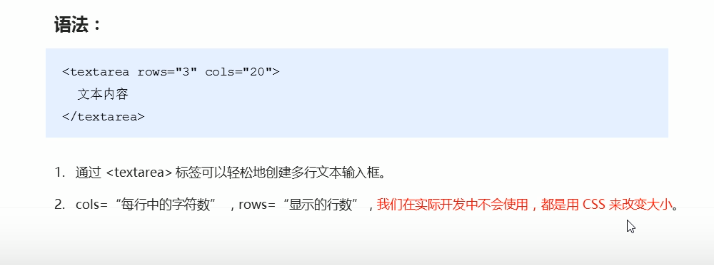 语法：
<textarea rows="3" cols="20">
文本内容
</textarea>
1. 通过 <textarea> 标签可以轻松地创建多行文本输入框。
2. cols=“每行中的字符数” ，rows=“显示的行数”，我们在实际开发中不会使用，都是用 CSS 来改变大小。